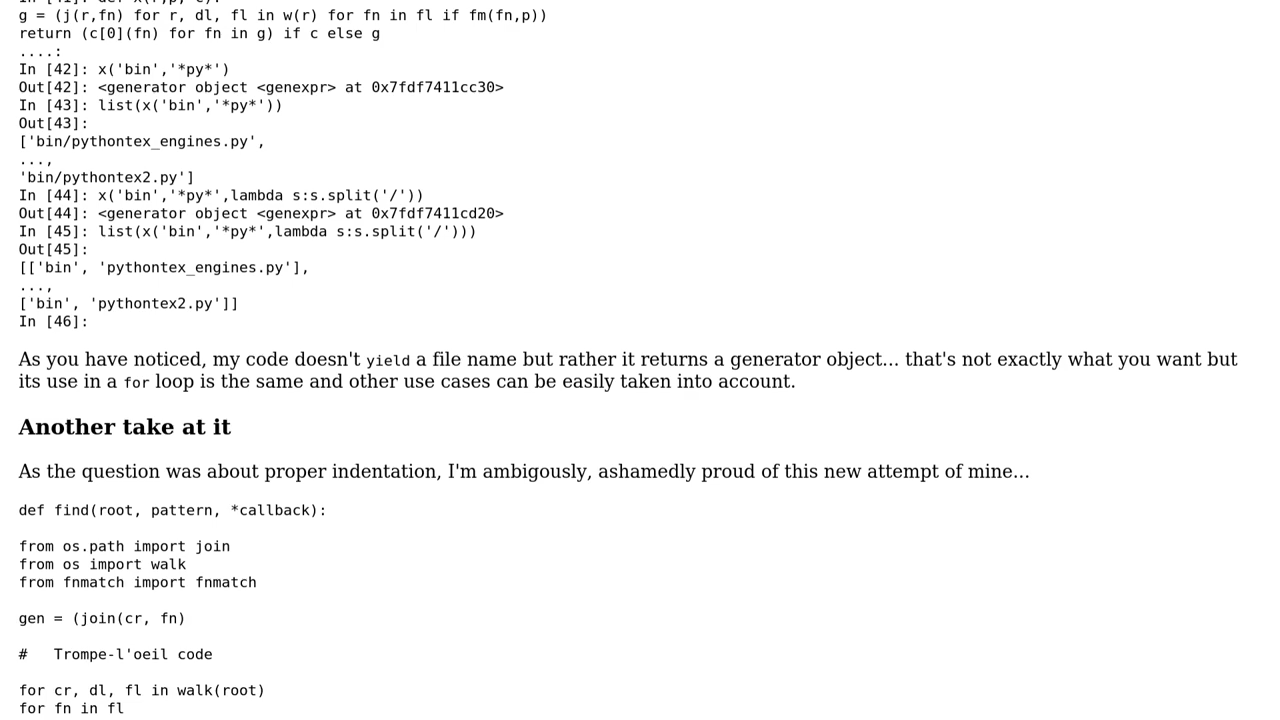 g = (j(r,fn) for r, dl, fl in w(r) for fn in fl if fm(fn,p))
return (c[0](fn) for fn in g) if c else g
....:
In [42]: x('bin','*py*')
Out[42]: <generator object <genexpr> at 0x7fdf7411cc30>
In [43]: list(x('bin','*py*'))
Out[43]:
['bin/pythontex_engines.py',
...,
'bin/pythontex2.py']
In [44]: x('bin','*py*',lambda s:s.split('/'))
Out[44]: <generator object <genexpr> at 0x7fdf7411cd20>
In [45]: list(x('bin','*py*',lambda s:s.split('/')))
Out[45]:
[['bin', 'pythontex_engines.py'],
...,
['bin', 'pythontex2.py']]
In [46]:
As you have noticed, my code doesn't yield a file name but rather it returns a generator object... that's not exactly what you want but
its use in a for loop is the same and other use cases can be easily taken into account.
Another take at it
As the question was about proper indentation, I'm ambigously, ashamedly proud of this new attempt of mine...
def find(root, pattern, *callback):
from os.path import join
from os import walk
from fnmatch import fnmatch
gen = (join(cr, fn)
#   Trompe-l'oeil code
for cr, dl, fl in walk(root)
for fn in fl